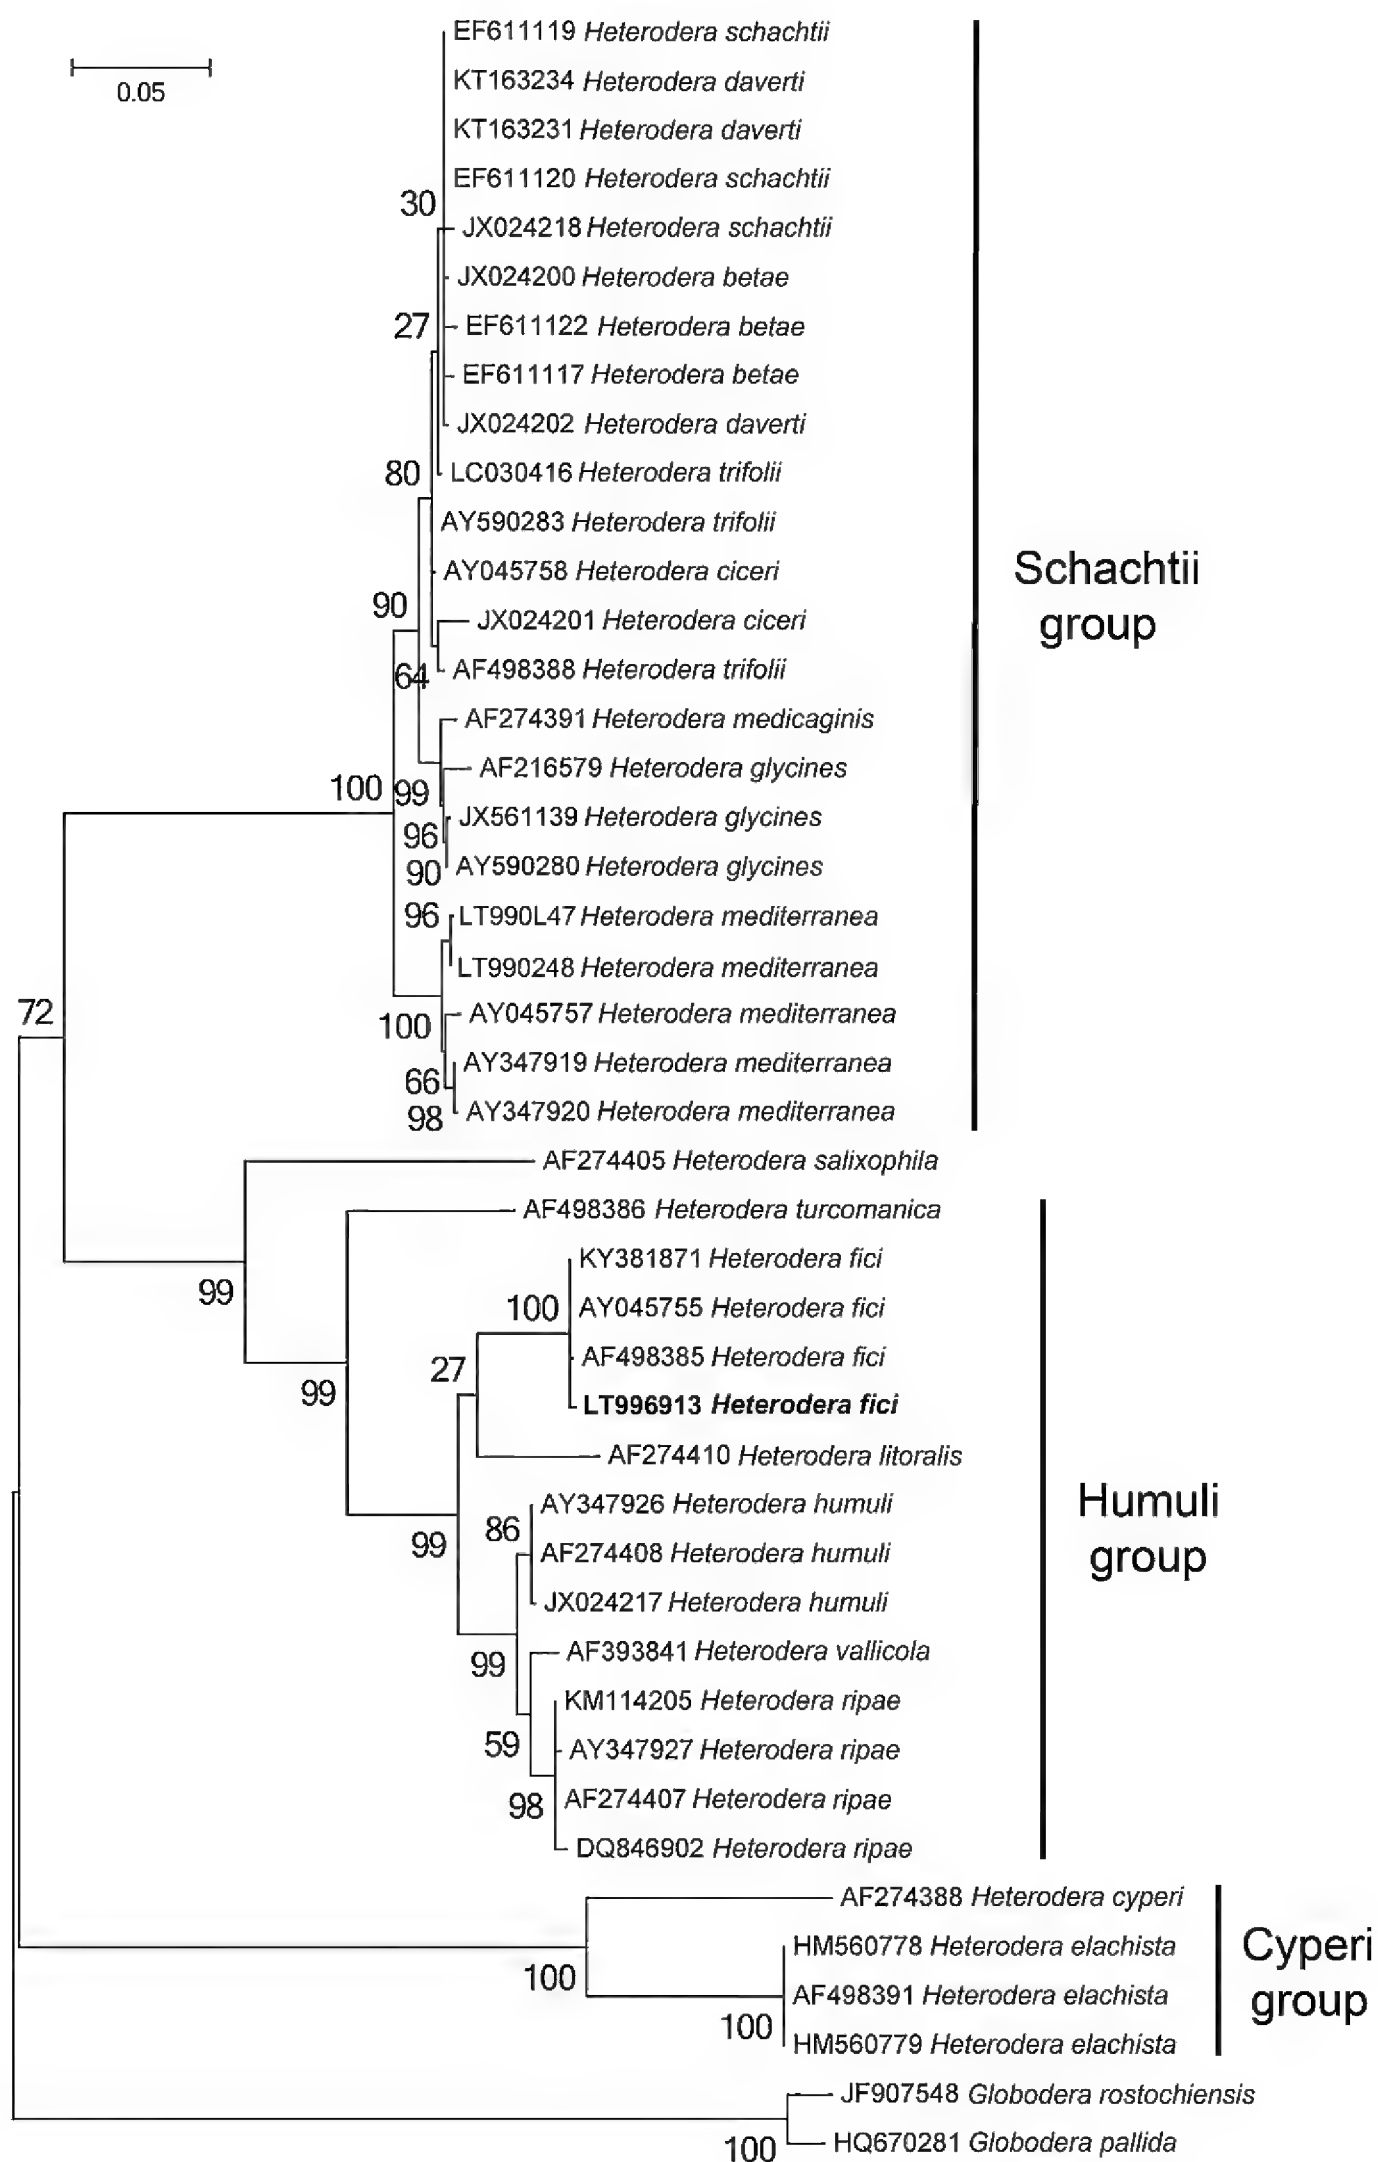 0.05
EF611119 Heterodera schachtii
KT163234 Heterodera daverti
KT163231 Heterodera daverti
EF611120 Heterodera schachtii
30
JX024218 Heterodera schachtii
JX024200 Heterodera betae
27
EF611122 Heterodera betae
EF611117 Heterodera betae
JX024202 Heterodera daverti
80
LC030416 Heterodera trifolii
AY590283 Heterodera trifolii
AY045758 Heterodera ciceri
Schachtii
group
90
JX024201 Heterodera ciceri
64
AF498388 Heterodera trifolii
AF274391 Heterodera medicaginis
AF216579 Heterodera glycines
100
99
JX561139 Heterodera glycines
96
90
AY590280 Heterodera glycines
96
LT990L47 Heterodera mediterranea
LT990248 Heterodera mediterranea
72
AY045757 Heterodera mediterranea
100
AY347919 Heterodera mediterranea
66
98
AY347920 Heterodera mediterranea
AF274405 Heterodera salixophila
AF498386 Heterodera turcomanica
KY381871 Heterodera fici
99
100
AY045755 Heterodera fici
AF498385 Heterodera fici
27
99
LT996913 Heterodera fici
AF274410 Heterodera litoralis
AY347926 Heterodera humuli
Humuli
group
86
99
AF274408 Heterodera humuli
JX024217 Heterodera humuli
AF393841 Heterodera vallicola
99
KM114205 Heterodera ripae
59
AY347927 Heterodera ripae
98
AF274407 Heterodera ripae
DQ846902 Heterodera ripae
AF274388 Heterodera cyperi
HM560778 Heterodera elachista
Cyperi
group
100
AF498391 Heterodera elachista
100
HM560779 Heterodera elachista
JF907548 Globodera rostochiensis
100
HQ670281 Globodera pallida